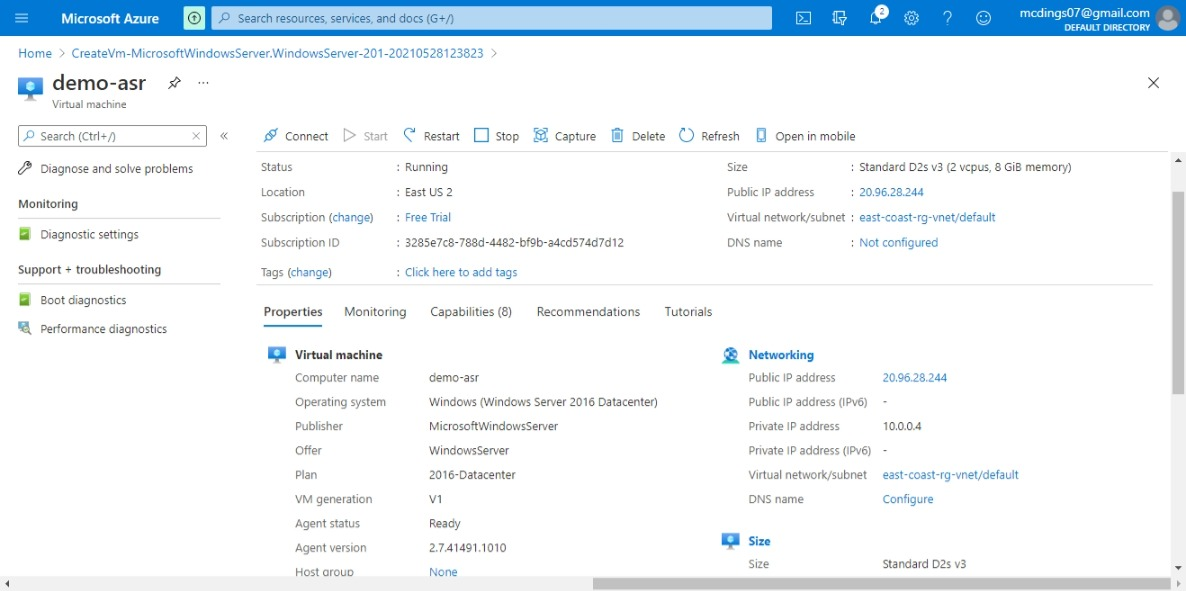 Microsoft Azure
Search resources, services, and docs (G+/)
2
mcdings07@gmail.com
DEFAULT DIRECTORY
Home > CreateVm-MicrosoftWindowsServer.WindowsServer-201-20210528123823 >
demo-asr
Virtual machine
Search (Ctrl+/)
Diagnose and solve problems
Monitoring
Diagnostic settings
Support + troubleshooting
Boot diagnostics
Performance diagnostics
Connect Start Restart Stop Capture Delete Refresh Open in mobile
Status : Running
Location : East US 2
Subscription (change) : Free Trial
Subscription ID : 3285e7c8-788d-4482-bf9b-a4cd574d7d12
Tags (change) : Click here to add tags
Size : Standard D2s v3 (2 vcpus, 8 GiB memory)
Public IP address : 20.96.28.244
Virtual network/subnet : east-coast-rg-vnet/default
DNS name : Not configured
Properties Monitoring Capabilities (8) Recommendations Tutorials
Virtual machine
Computer name demo-asr
Operating system Windows (Windows Server 2016 Datacenter)
Publisher MicrosoftWindowsServer
Offer WindowsServer
Plan 2016-Datacenter
VM generation V1
Agent status Ready
Agent version 2.7.41491.1010
Host group None
Networking
Public IP address 20.96.28.244
Public IP address (IPv6) -
Private IP address 10.0.0.4
Private IP address (IPv6) -
Virtual network/subnet east-coast-rg-vnet/default
DNS name Configure
Size
Size Standard D2s v3